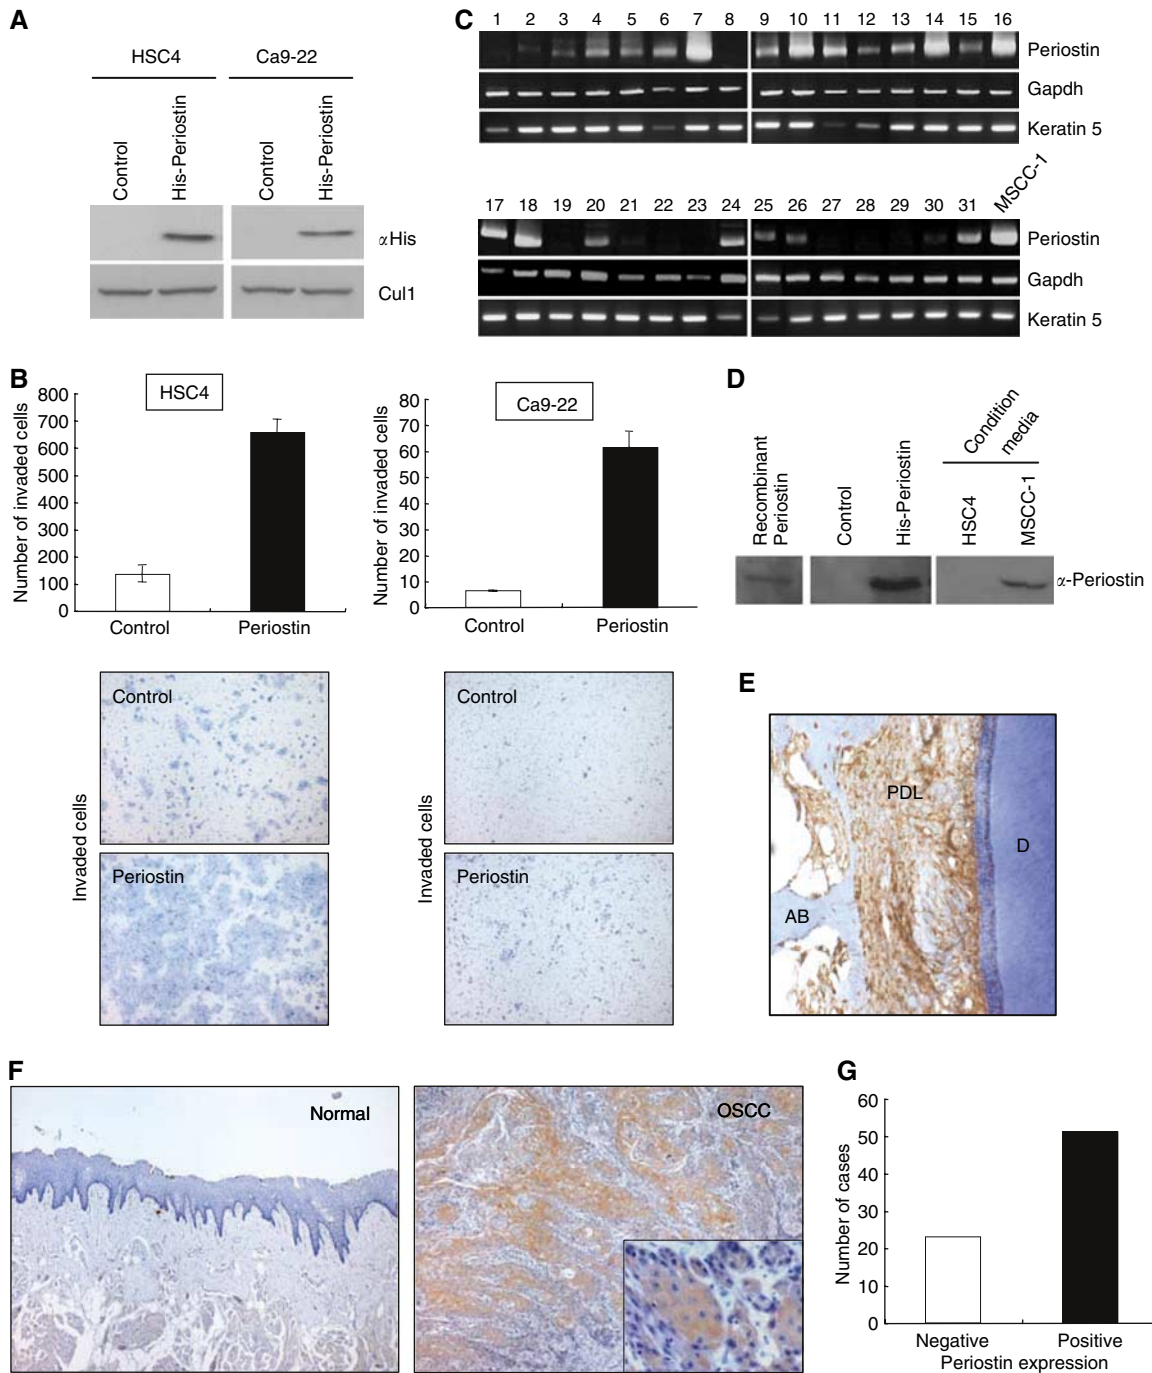 A
HSC4 Ca9-22
Control His-Periostin Control His-Periostin
αHis
Cul1
C
1 2 3 4 5 6 7 8 9 10 11 12 13 14 15 16
Periostin
Gapdh
Keratin 5
17 18 19 20 21 22 23 24 25 26 27 28 29 30 31 MSCC-1
Periostin
Gapdh
Keratin 5
B
HSC4
Number of invaded cells
800
700
600
500
400
300
200
100
0
Control Periostin
Ca9-22
Number of invaded cells
80
70
60
50
40
30
20
10
0
Control Periostin
Invaded cells
Control
Periostin
Invaded cells
Control
Periostin
D
Recombinant
Periostin
Control
His-Periostin
Condition
media
HSC4
MSCC-1
α-Periostin
E
PDL
D
AB
F
Normal
OSCC
G
Number of cases
60
50
40
30
20
10
0
Negative Positive
Periostin expression